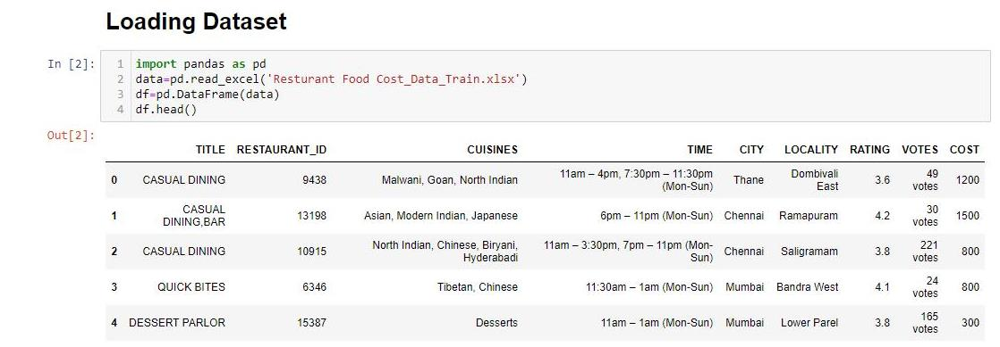 Loading Dataset
In [2]:
1 import pandas as pd
2 data=pd.read_excel('Resturant Food Cost_Data_Train.xlsx')
3 df=pd.DataFrame(data)
4 df.head()
Out[2]:
TITLE RESTAURANT_ID CUISINES TIME CITY LOCALITY RATING VOTES COST
0 CASUAL DINING 9438 Malwani, Goan, North Indian 11am – 4pm, 7:30pm – 11:30pm (Mon-Sun) Thane Dombivali East 3.6 49 votes 1200
1 CASUAL DINING,BAR 13198 Asian, Modern Indian, Japanese 6pm – 11pm (Mon-Sun) Chennai Ramapuram 4.2 30 votes 1500
2 CASUAL DINING 10915 North Indian, Chinese, Biryani, Hyderabadi 11am – 3:30pm, 7pm – 11pm (Mon-Sun) Chennai Saligramam 3.8 221 votes 800
3 QUICK BITES 6346 Tibetan, Chinese 11:30am – 1am (Mon-Sun) Mumbai Bandra West 4.1 24 votes 800
4 DESSERT PARLOR 15387 Desserts 11am – 1am (Mon-Sun) Mumbai Lower Parel 3.8 165 votes 300